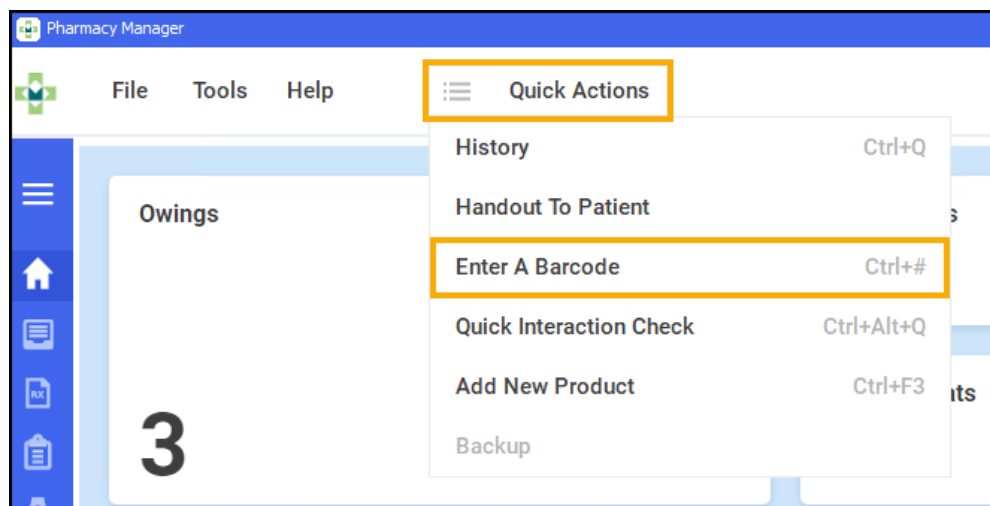 Pharmacy Manager
File Tools Help Quick Actions
History Ctrl+Q
Owings
Handout To Patient
Enter A Barcode Ctrl+#
Quick Interaction Check Ctrl+Alt+Q
Add New Product Ctrl+F3
RX
3
Backup